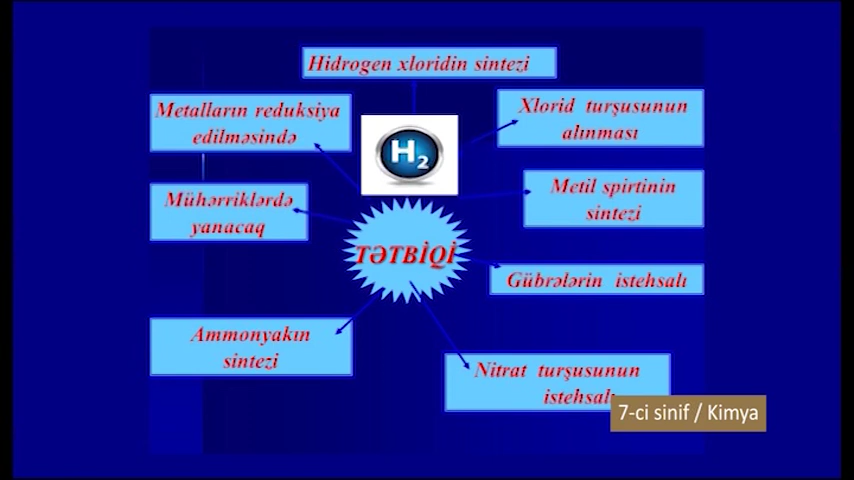 Hidrogen xloridin sintezi
Metalların reduksiya
edilməsində
Xlorid turşusunun
alınması
H2
Mühərriklərdə
yanacaq
Metil spirtinin
sintezi
TƏTBİQİ
Gübrələrin istehsalı
Ammonyakın
sintezi
Nitrat turşusunun
istehsalı
7-ci sinif / Kimya